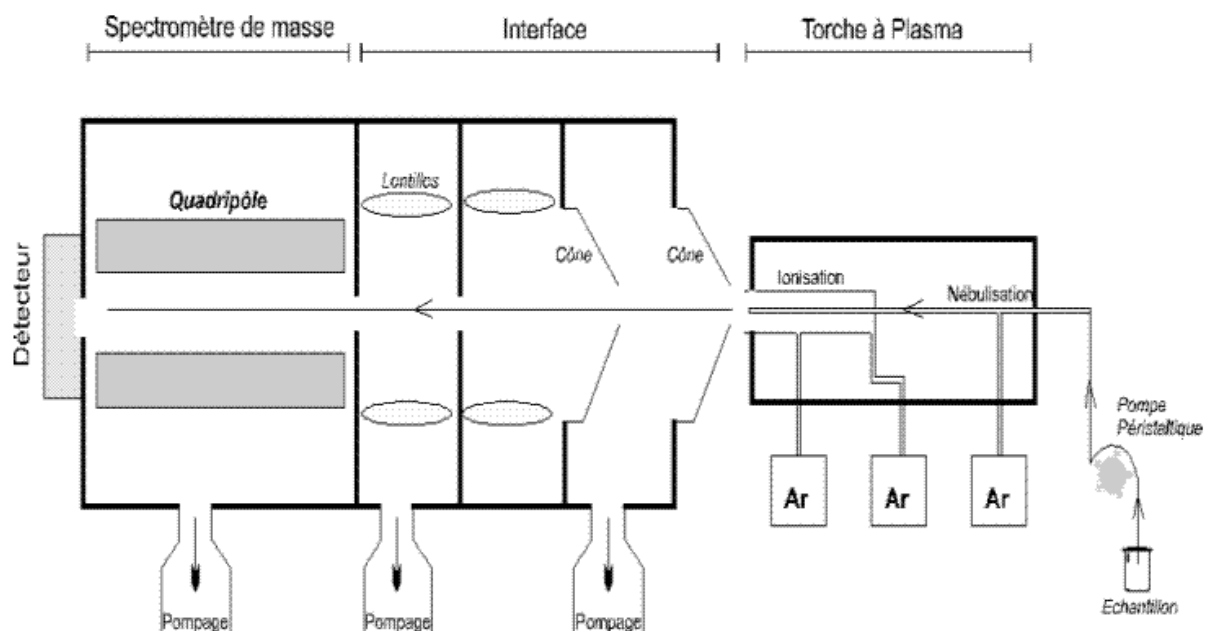 Spectromètre de masse
Interface
Torche à Plasma
Quadripôle
Lentilles
Cône
Cône
Ionisation
Nébulisation
Détecteur
Pompe
Péristaltique
Ar
Ar
Ar
Echantillon
Pompage
Pompage
Pompage